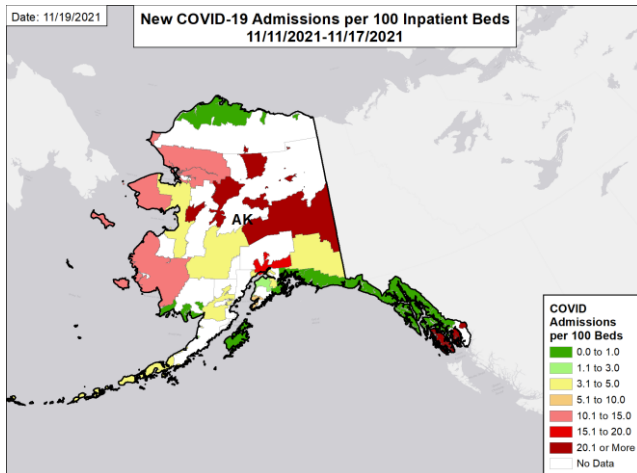 Date: 11/19/2021
New COVID-19 Admissions per 100 Inpatient Beds
11/11/2021-11/17/2021
AK
COVID
Admissions
per 100 Beds
0.0 to 1.0
1.1 to 3.0
3.1 to 5.0
5.1 to 10.0
10.1 to 15.0
15.1 to 20.0
20.1 or More
No Data